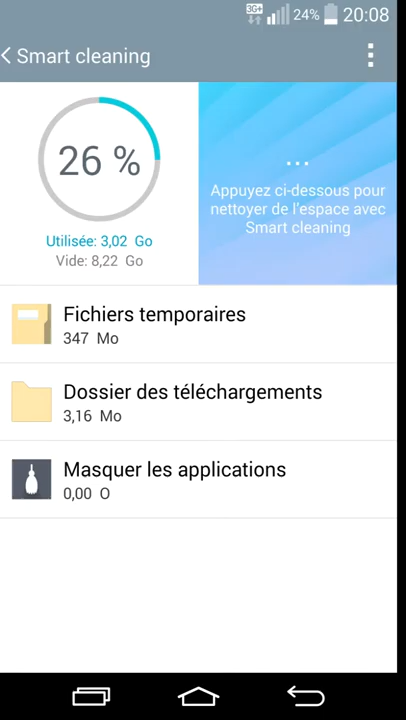 3G+ 24% 20:08
Smart cleaning
26 %
Utilisée: 3,02 Go
Vide: 8,22 Go
...
Appuyez ci-dessous pour
nettoyer de l'espace avec
Smart cleaning
Fichiers temporaires
347 Mo
Dossier des téléchargements
3,16 Mo
Masquer les applications
0,00 O